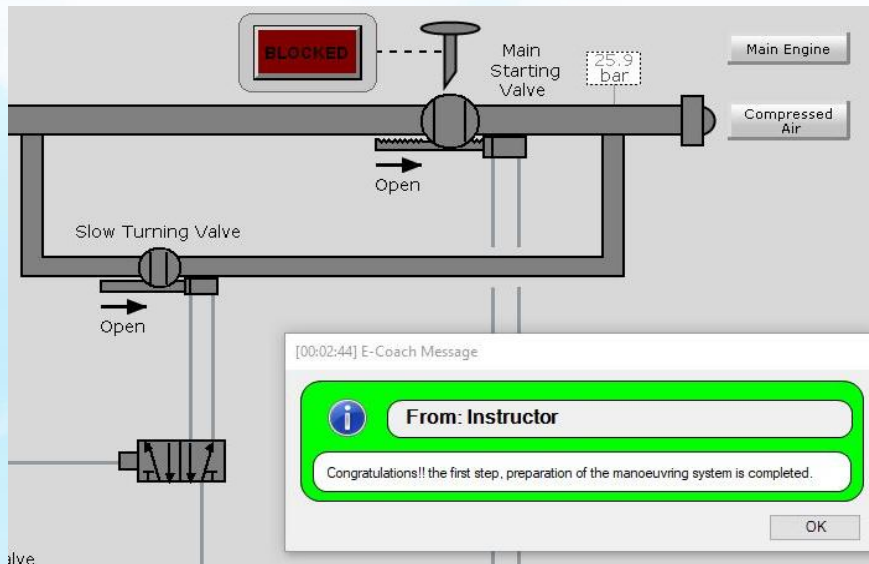 BLOCKED
Main
Starting
Valve
25.9
bar
Main Engine
Compressed
Air
Open
Slow Turning Valve
Open
[00:02:44] E-Coach Message
From: Instructor
Congratulations!! the first step, preparation of the manoeuvring system is completed.
OK
alve